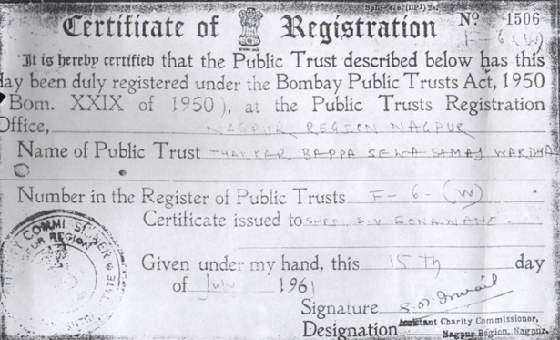 Certificate of Registration
Nº 1506
F-6(W)
It is hereby certified that the Public Trust described below has this
day been duly registered under the Bombay Public Trusts Act, 1950
Bom. XXIX of 1950), at the Public Trusts Registration
Office, NAGPUR REGION NAGPUR
Name of Public Trust THAKKAR BAPPA SEWA SAMAJ WARDHA
Number in the Register of Public Trusts F-6-(W)
Certificate issued to SHRI S.V. SONAWANE.
Given under my hand, this 15Th day
of July 1961
Signature
Designation Assistant Charity Commissioner,
Nagpur Region, Nagpur.